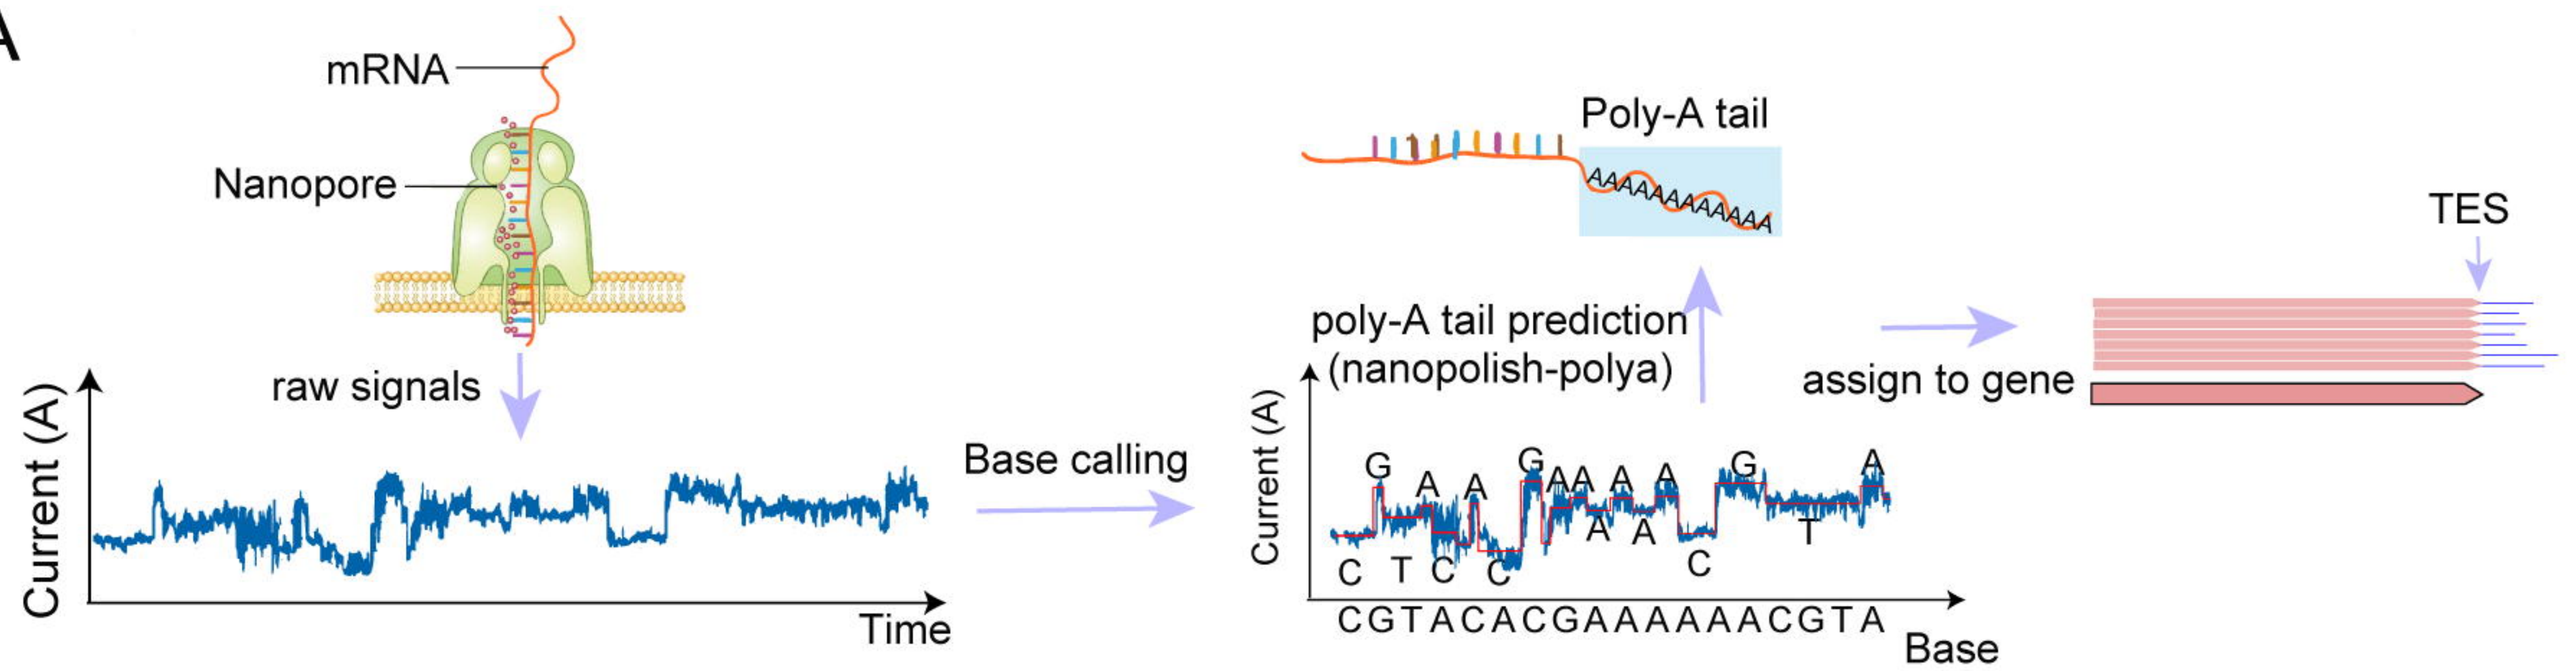 A
mRNA
Nanopore
raw signals
Current (A)
Time
Base calling
Poly-A tail
AAAAAAAAAAAA
poly-A tail prediction
(nanopolish-polya)
Current (A)
G A A G A A A A G A
C T C C A A C T
CGTACACGAAAAAACGTA
Base
assign to gene
TES